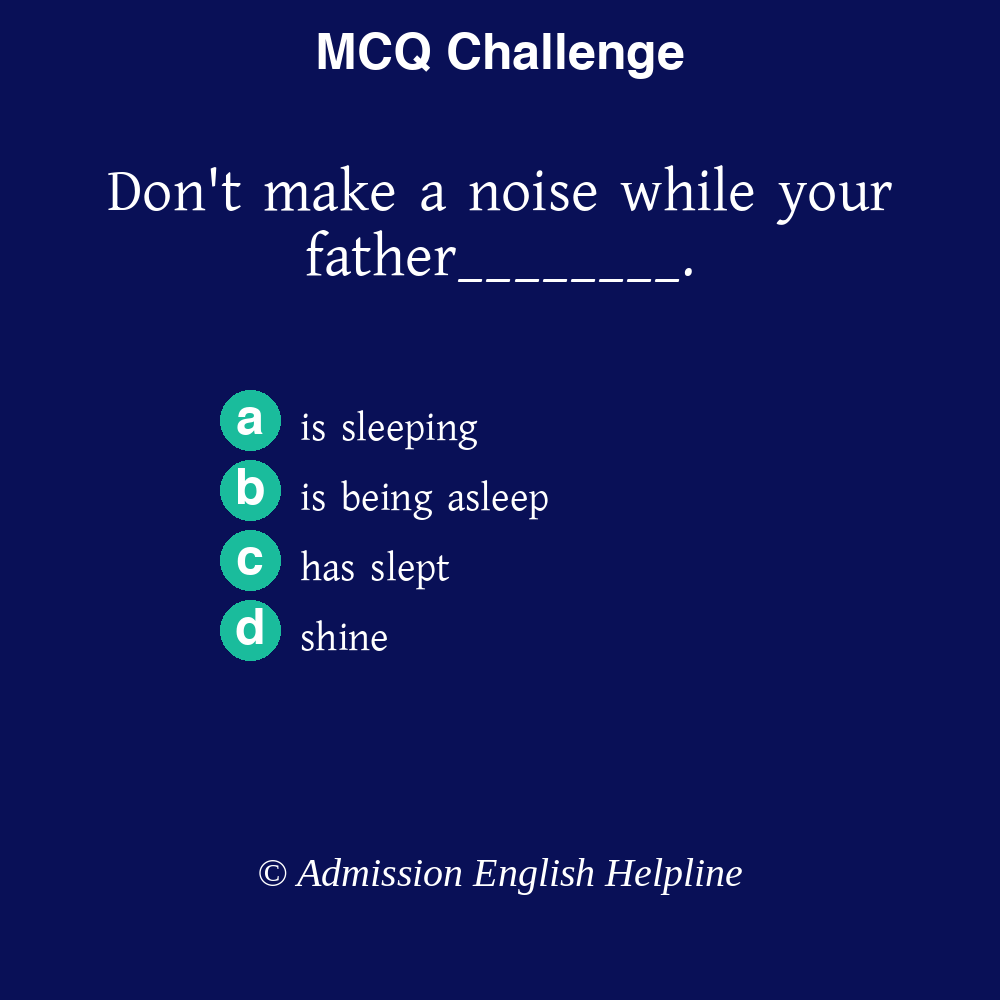 MCQ Challenge
Don't make a noise while your
father________.
a is sleeping
b is being asleep
c has slept
d shine
© Admission English Helpline